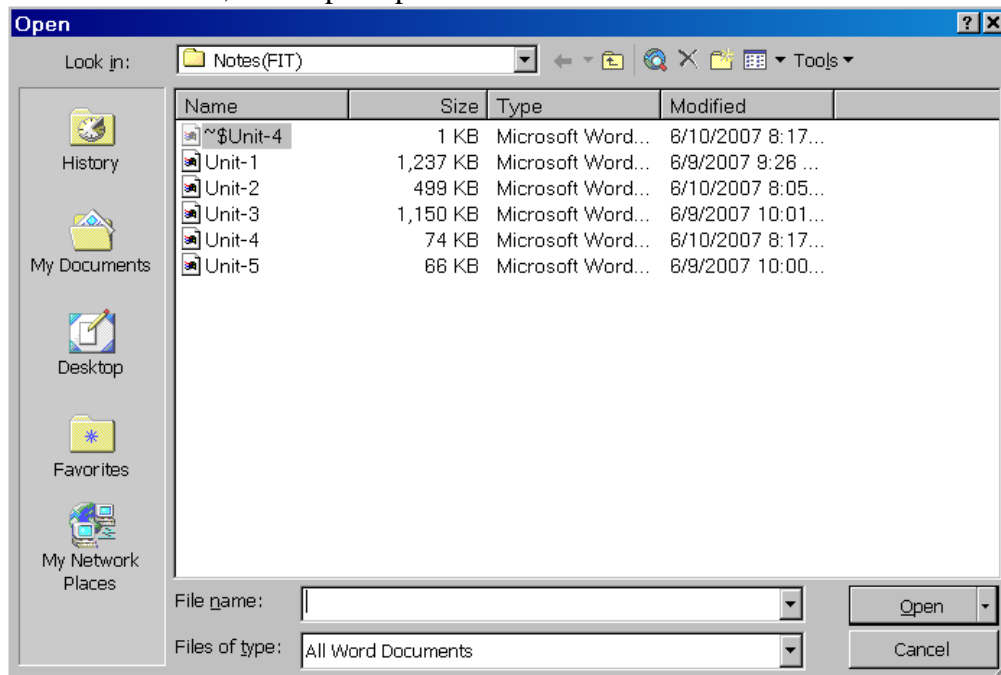 Open
Look in: Notes(FIT) Tools
Name Size Type Modified
~$Unit-4 1 KB Microsoft Word... 6/10/2007 8:17...
Unit-1 1,237 KB Microsoft Word... 6/9/2007 9:26 ...
Unit-2 499 KB Microsoft Word... 6/10/2007 8:05...
Unit-3 1,150 KB Microsoft Word... 6/9/2007 10:01...
Unit-4 74 KB Microsoft Word... 6/10/2007 8:17...
Unit-5 66 KB Microsoft Word... 6/9/2007 10:00...
History
My Documents
Desktop
Favorites
My Network
Places
File name: Open
Files of type: All Word Documents Cancel